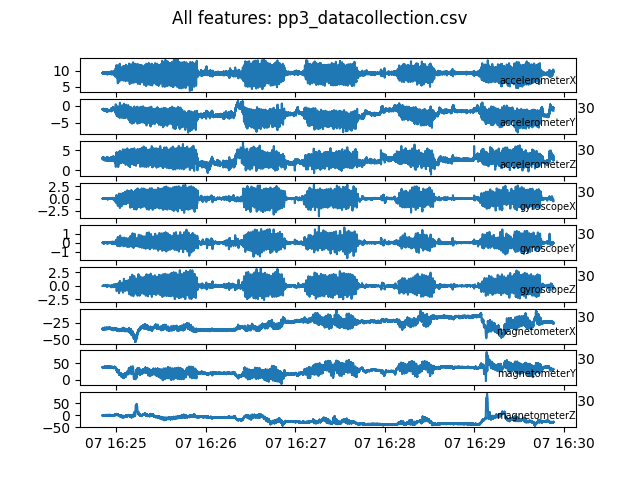 All features: pp3_datacollection.csv
10
5
accelerometerX
0
−5
accelerometerY
30
5
0
accelerometerZ
30
2.5
0.0
−2.5
gyroscopeX
30
1
0
−1
gyroscopeY
30
2.5
0.0
−2.5
gyroscopeZ
30
−25
−50
magnetometerX
30
50
0
magnetometerY
30
50
0
−50
magnetometerZ
30
07 16:25 07 16:26 07 16:27 07 16:28 07 16:29 07 16:30